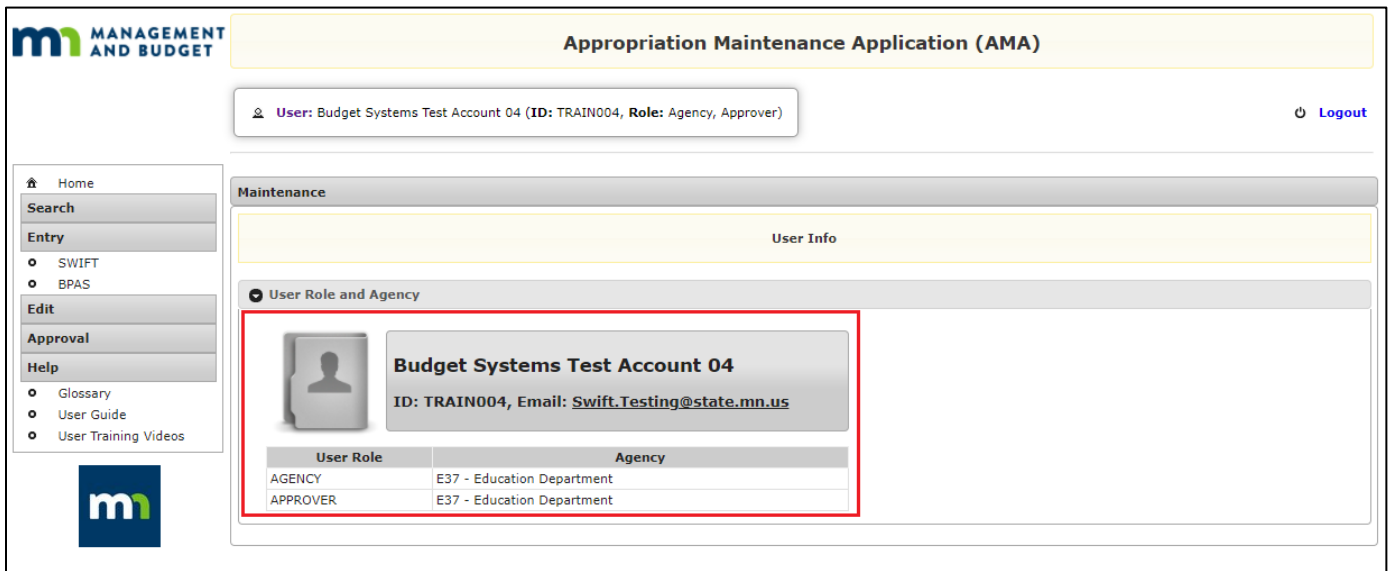 MANAGEMENT
AND BUDGET
Appropriation Maintenance Application (AMA)
User: Budget Systems Test Account 04 (ID: TRAIN004, Role: Agency, Approver)
Logout
Home
Search
Entry
SWIFT
BPAS
Edit
Approval
Help
Glossary
User Guide
User Training Videos
mn
Maintenance
User Info
User Role and Agency
Budget Systems Test Account 04
ID: TRAIN004, Email: Swift.Testing@state.mn.us
User Role Agency
AGENCY E37 - Education Department
APPROVER E37 - Education Department